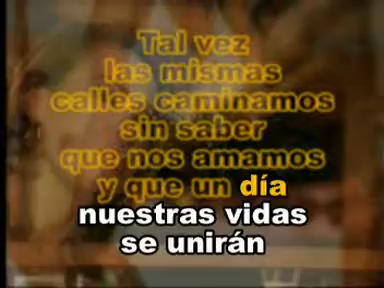 Tal vez
las mismas
calles caminamos
sin saber
que nos amamos
y que un día
nuestras vidas
se unirán